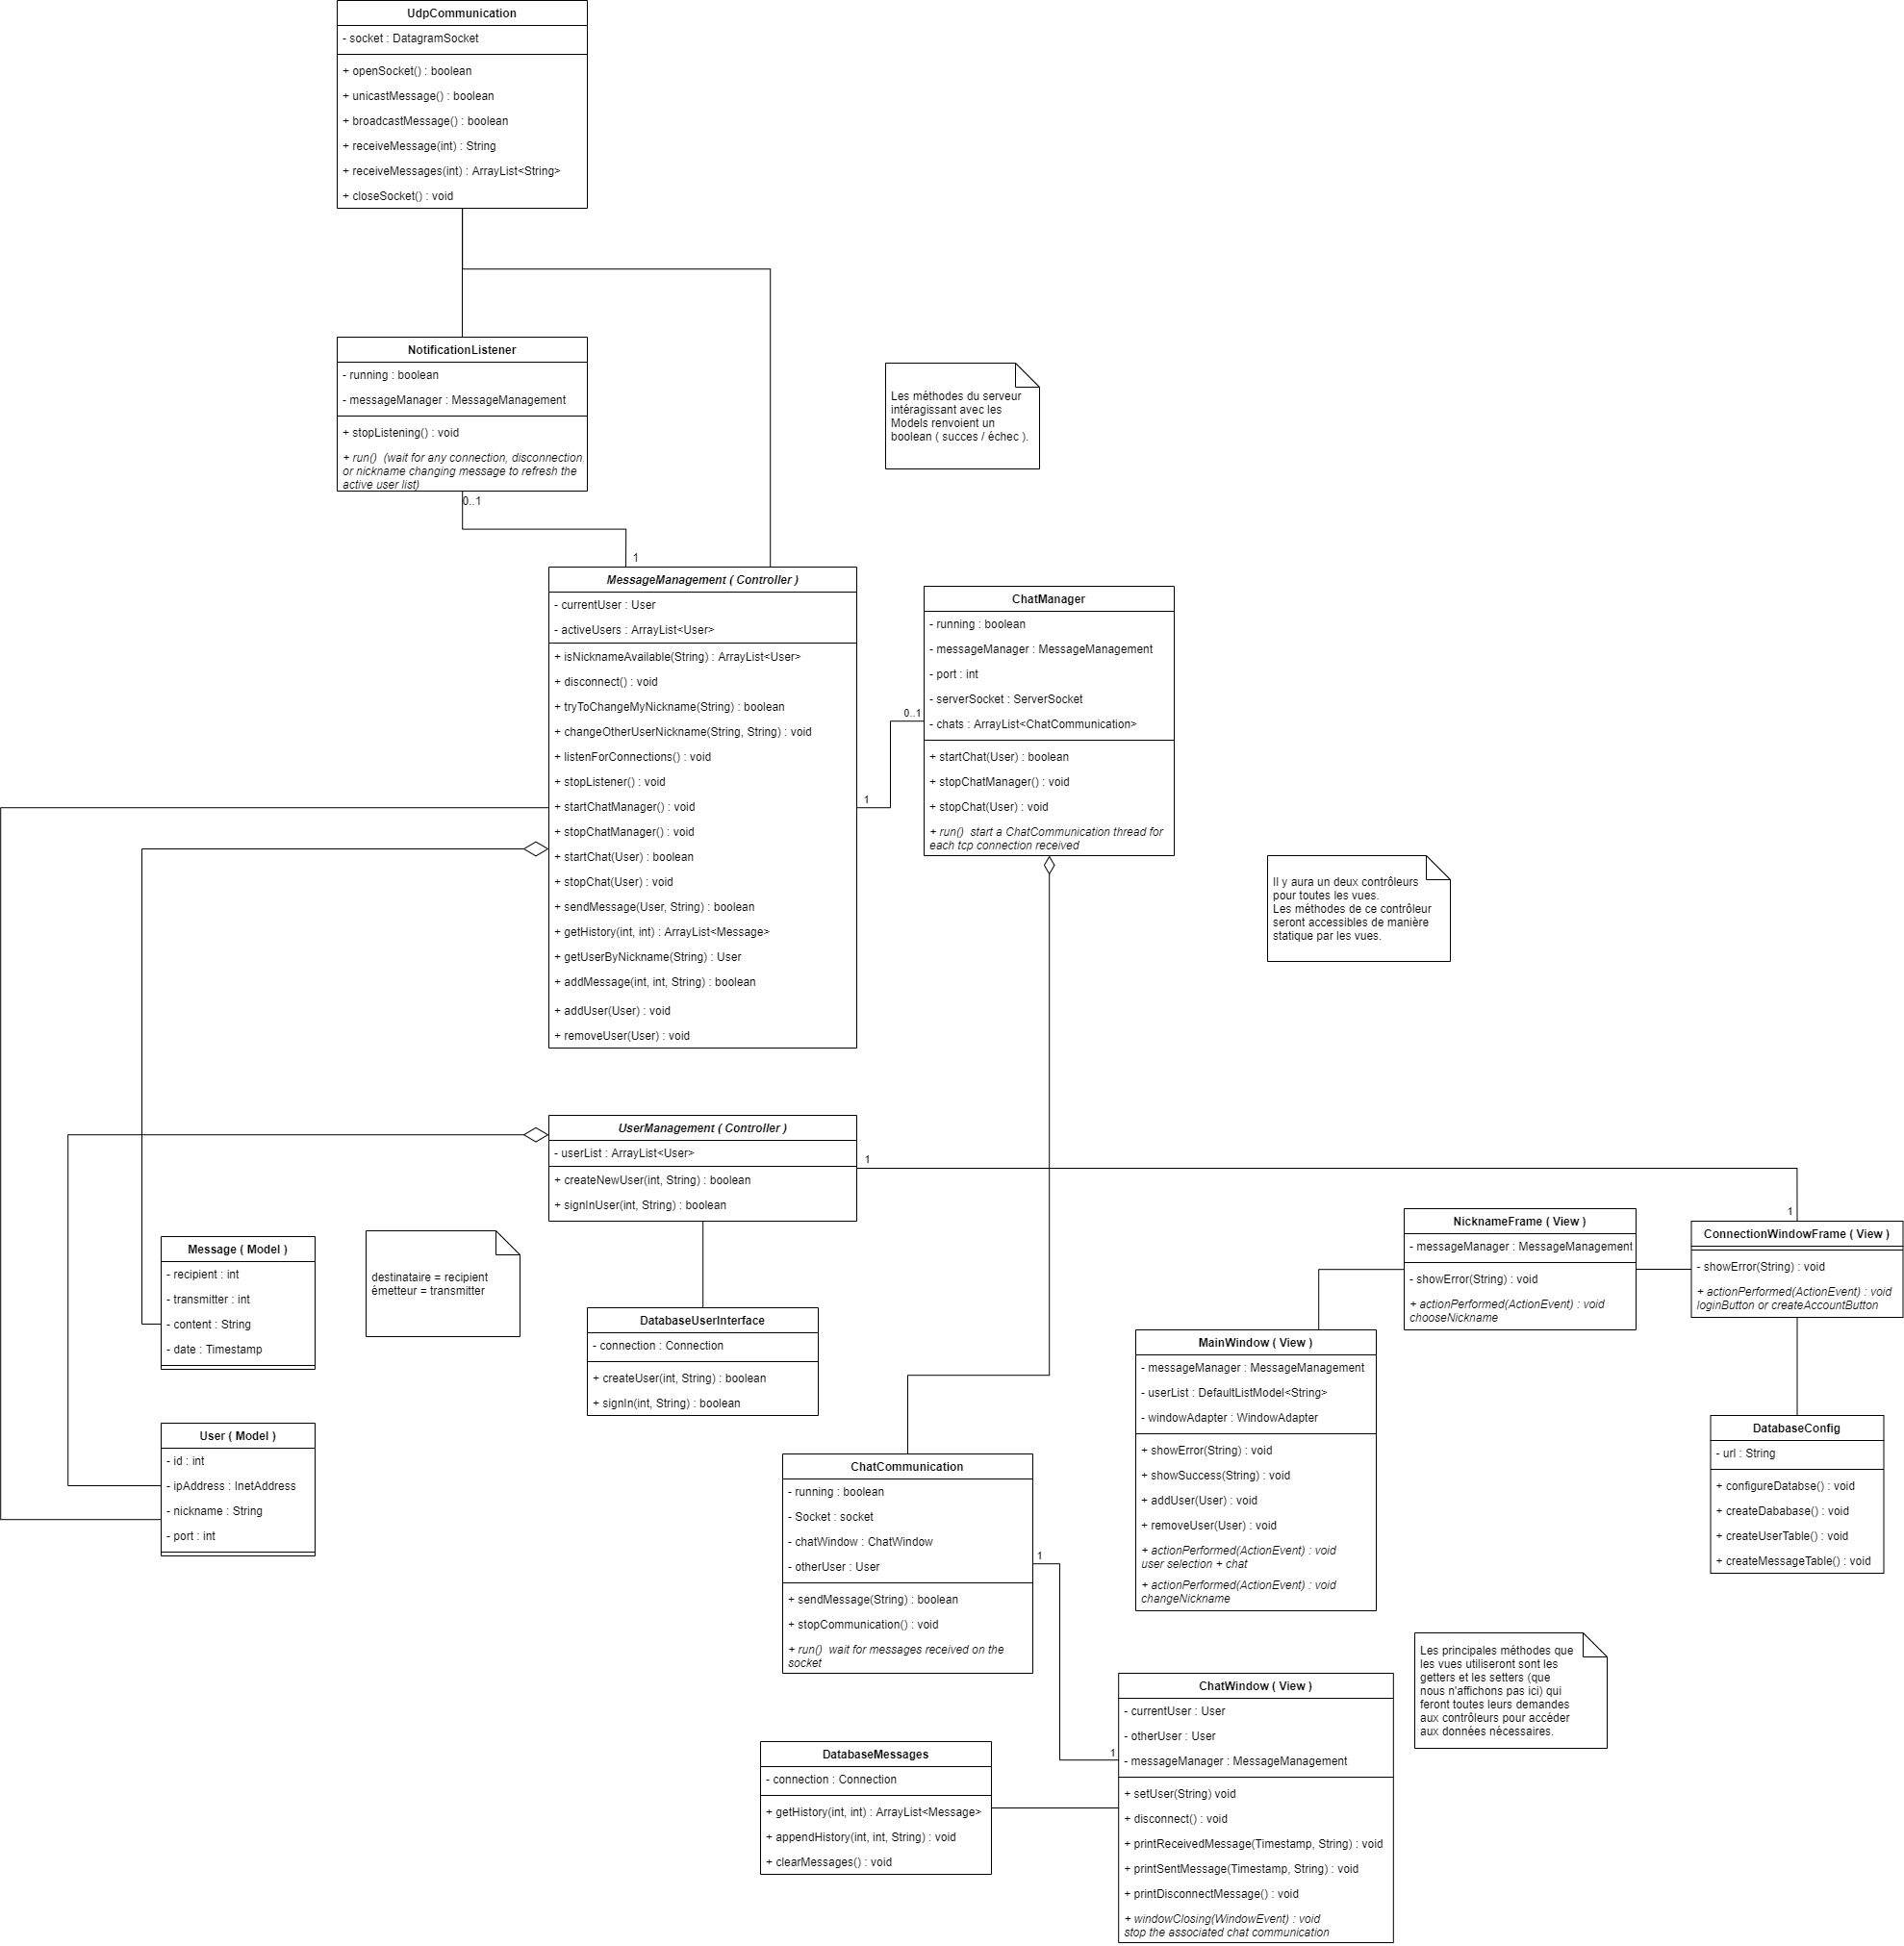 UdpCommunication
- socket : DatagramSocket
+ openSocket() : boolean
+ unicastMessage() : boolean
+ broadcastMessage() : boolean
+ receiveMessage(int) : String
+ receiveMessages(int) : ArrayList<String>
+ closeSocket() : void
NotificationListener
- running : boolean
- messageManager : MessageManagement
+ stopListening() : void
+ run()  (wait for any connection, disconnection,
or nickname changing message to refresh the
active user list)
0..1
1
Les méthodes du serveur
intéragissant avec les
Models renvoient un
boolean ( succes / échec ).
MessageManagement ( Controller )
- currentUser : User
- activeUsers : ArrayList<User>
+ isNicknameAvailable(String) : ArrayList<User>
+ disconnect() : void
+ tryToChangeMyNickname(String) : boolean
+ changeOtherUserNickname(String, String) : void
+ listenForConnections() : void
+ stopListener() : void
+ startChatManager() : void
+ stopChatManager() : void
+ startChat(User) : boolean
+ stopChat(User) : void
+ sendMessage(User, String) : boolean
+ getHistory(int, int) : ArrayList<Message>
+ getUserByNickname(String) : User
+ addMessage(int, int, String) : boolean
+ addUser(User) : void
+ removeUser(User) : void
0..1
1
ChatManager
- running : boolean
- messageManager : MessageManagement
- port : int
- serverSocket : ServerSocket
- chats : ArrayList<ChatCommunication>
+ startChat(User) : boolean
+ stopChatManager() : void
+ stopChat(User) : void
+ run()  start a ChatCommunication thread for
each tcp connection received
Il y aura un deux contrôleurs
pour toutes les vues.
Les méthodes de ce contrôleur
seront accessibles de manière
statique par les vues.
UserManagement ( Controller )
- userList : ArrayList<User>
+ createNewUser(int, String) : boolean
+ signInUser(int, String) : boolean
1
1
Message ( Model )
- recipient : int
- transmitter : int
- content : String
- date : Timestamp
destinataire = recipient
émetteur = transmitter
User ( Model )
- id : int
- ipAddress : InetAddress
- nickname : String
- port : int
DatabaseUserInterface
- connection : Connection
+ createUser(int, String) : boolean
+ signIn(int, String) : boolean
NicknameFrame ( View )
- messageManager : MessageManagement
- showError(String) : void
+ actionPerformed(ActionEvent) : void
chooseNickname
ConnectionWindowFrame ( View )
- showError(String) : void
+ actionPerformed(ActionEvent) : void
loginButton or createAccountButton
MainWindow ( View )
- messageManager : MessageManagement
- userList : DefaultListModel<String>
- windowAdapter : WindowAdapter
+ showError(String) : void
+ showSuccess(String) : void
+ addUser(User) : void
+ removeUser(User) : void
+ actionPerformed(ActionEvent) : void
user selection + chat
+ actionPerformed(ActionEvent) : void
changeNickname
DatabaseConfig
- url : String
+ configureDatabse() : void
+ createDababase() : void
+ createUserTable() : void
+ createMessageTable() : void
ChatCommunication
- running : boolean
- Socket : socket
- chatWindow : ChatWindow
- otherUser : User
+ sendMessage(String) : boolean
+ stopCommunication() : void
+ run()  wait for messages received on the
socket
1
1
Les principales méthodes que
les vues utiliseront sont les
getters et les setters (que
nous n'affichons pas ici) qui
feront toutes leurs demandes
aux contrôleurs pour accéder
aux données nécessaires.
ChatWindow ( View )
- currentUser : User
- otherUser : User
- messageManager : MessageManagement
+ setUser(String) void
+ disconnect() : void
+ printReceivedMessage(Timestamp, String) : void
+ printSentMessage(Timestamp, String) : void
+ printDisconnectMessage() : void
+ windowClosing(WindowEvent) : void
stop the associated chat communication
DatabaseMessages
- connection : Connection
+ getHistory(int, int) : ArrayList<Message>
+ appendHistory(int, int, String) : void
+ clearMessages() : void